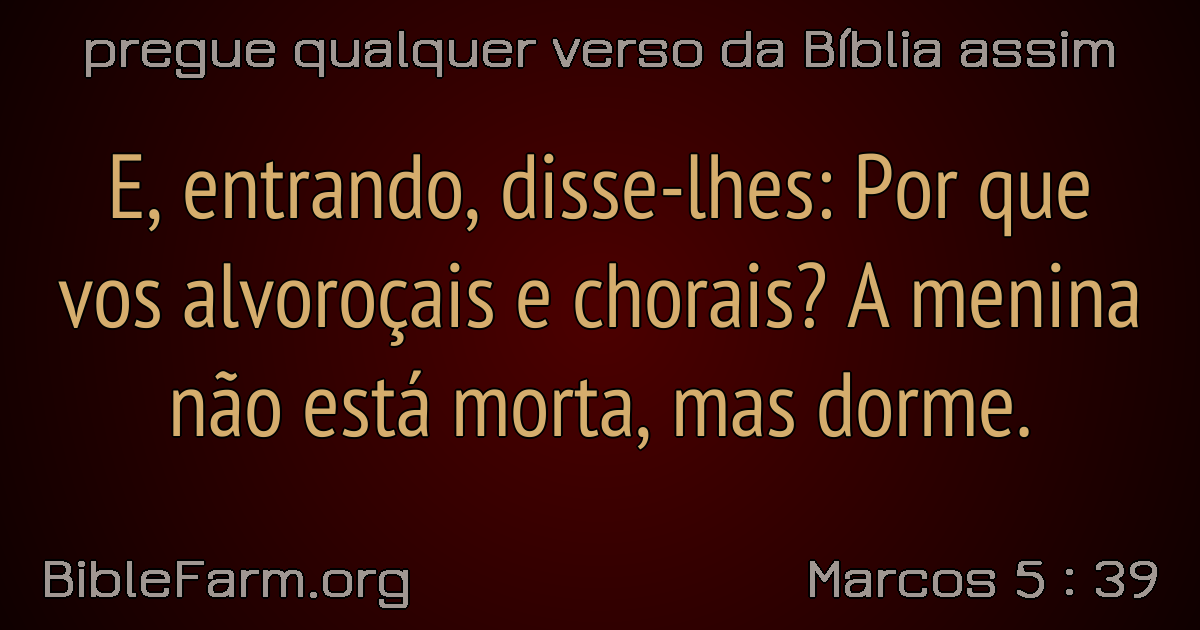 pregue qualquer verso da Bíblia assim
E, entrando, disse-lhes: Por que
vos alvoroçais e chorais? A menina
não está morta, mas dorme.
BibleFarm.org
Marcos 5 : 39